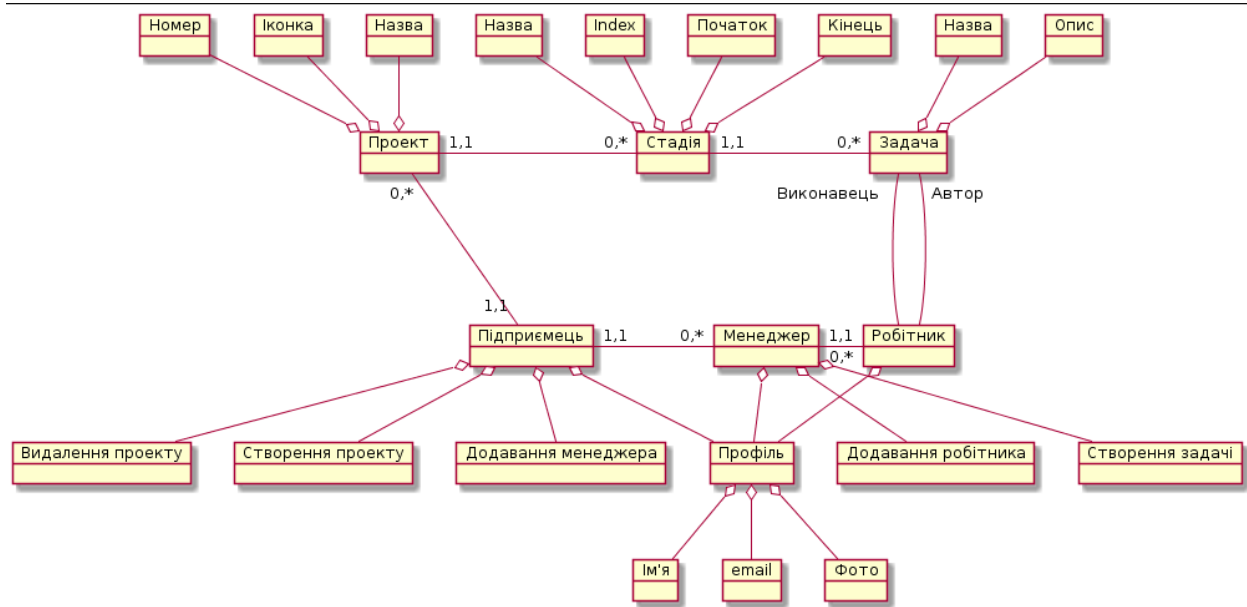 Номер
Іконка
Назва
Назва
Index
Початок
Кінець
Назва
Опис
Проект
1,1
0,*
Стадія
1,1
0,*
Задача
0,*
Виконавець
Автор
1,1
Підприємець
1,1
0,*
Менеджер
1,1
0,*
Робітник
Видалення проекту
Створення проекту
Додавання менеджера
Профіль
Додавання робітника
Створення задачі
Ім'я
email
Фото